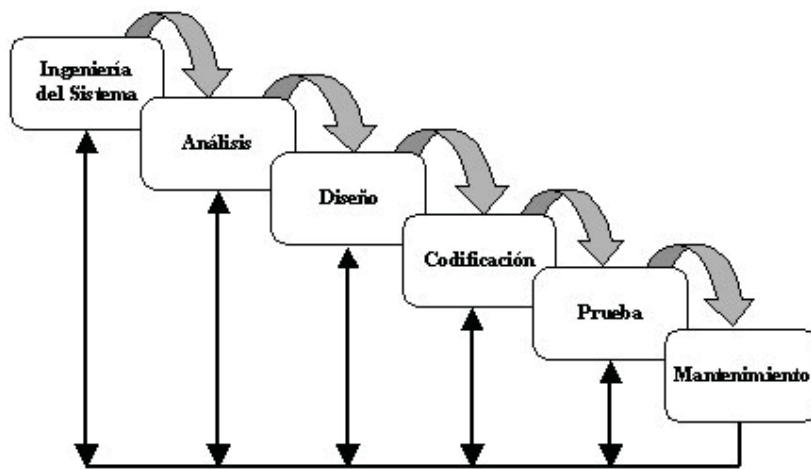 Ingeniería
del Sistema
Análisis
Diseño
Codificación
Prueba
Mantenimiento